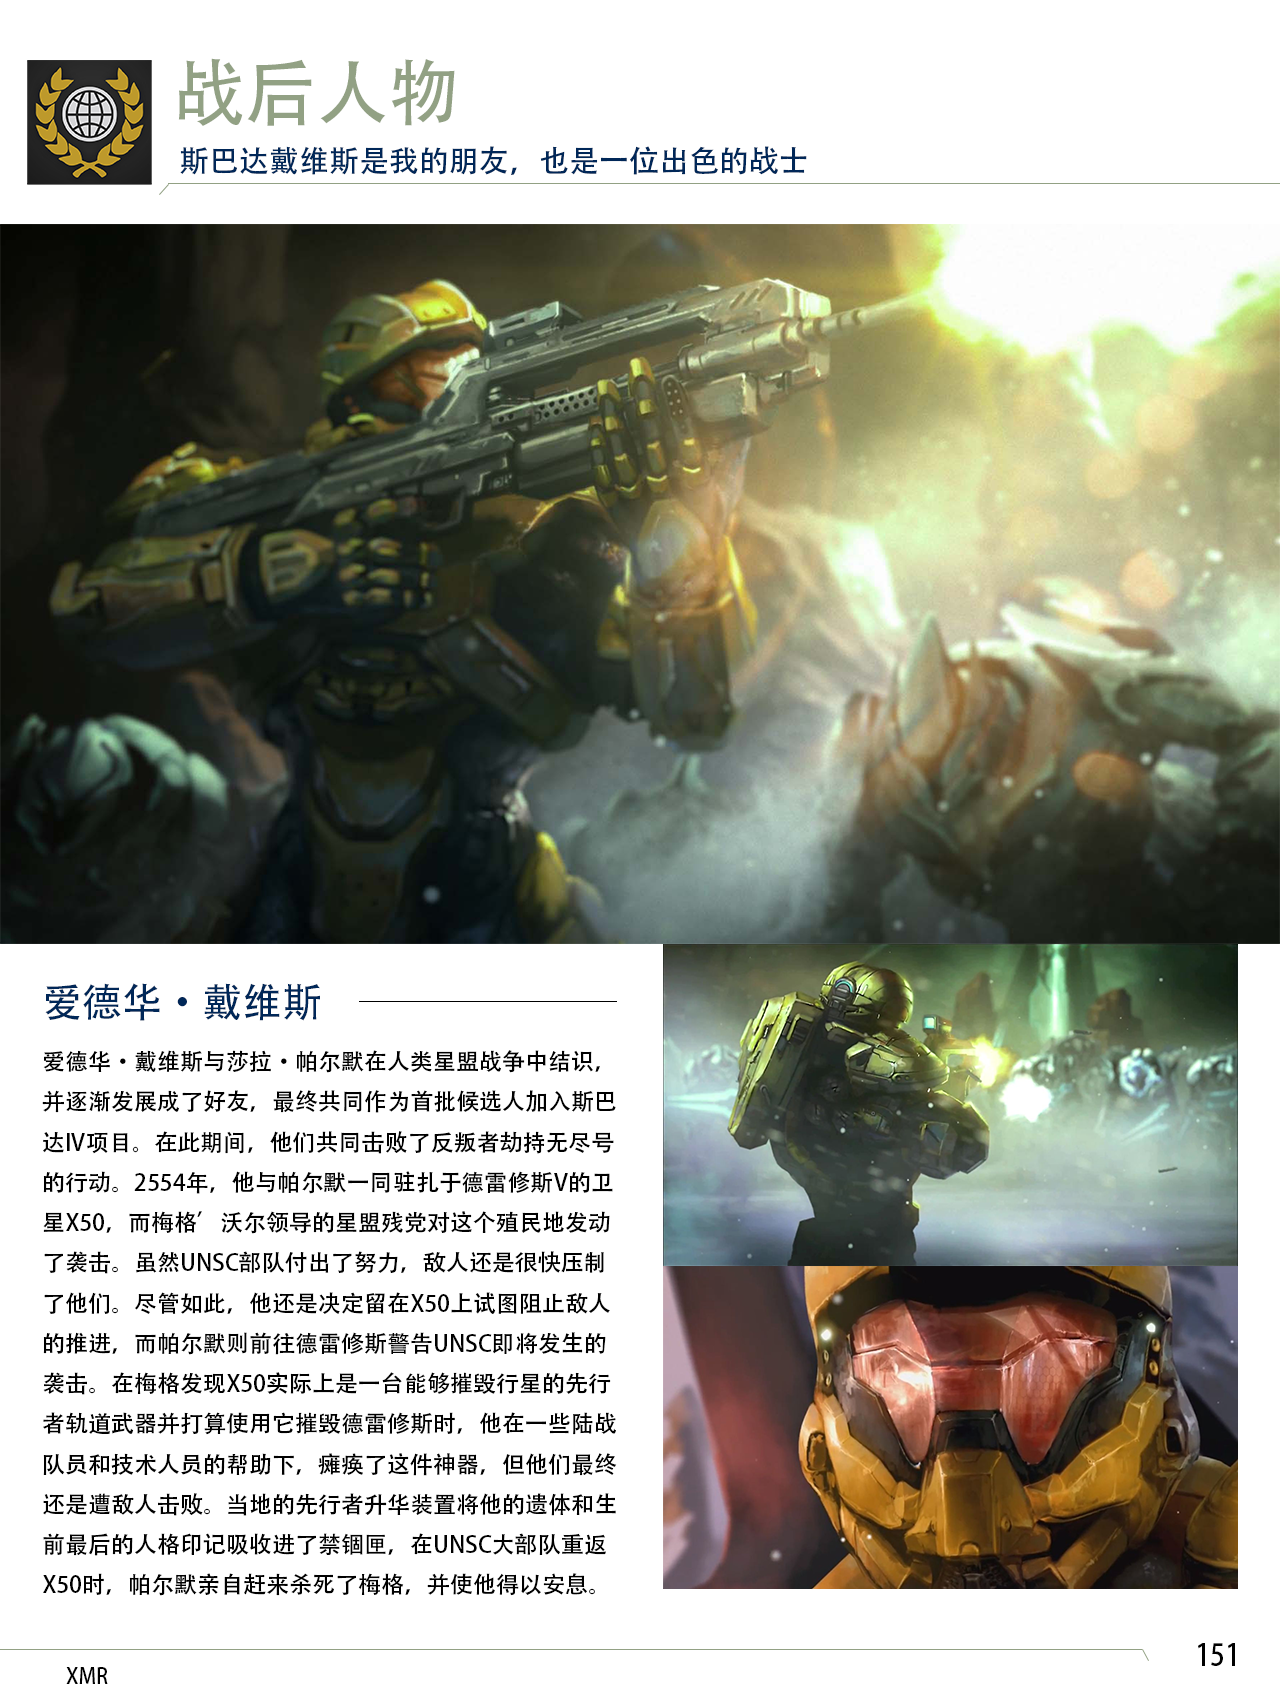 战后人物
斯巴达戴维斯是我的朋友，也是一位出色的战士
爱德华·戴维斯
爱德华·戴维斯与莎拉·帕尔默在人类星盟战争中结识，
并逐渐发展成了好友，最终共同作为首批候选人加入斯巴
达IV项目。在此期间，他们共同击败了反叛者劫持无尽号
的行动。2554年，他与帕尔默一同驻扎于德雷修斯V的卫
星X50，而梅格’沃尔领导的星盟残党对这个殖民地发动
了袭击。虽然UNSC部队付出了努力，敌人还是很快压制
了他们。尽管如此，他还是决定留在X50上试图阻止敌人
的推进，而帕尔默则前往德雷修斯警告UNSC即将发生的
袭击。在梅格发现X50实际上是一台能够摧毁行星的先行
者轨道武器并打算使用它摧毁德雷修斯时，他在一些陆战
队员和技术人员的帮助下，瘫痪了这件神器，但他们最终
还是遭敌人击败。当地的先行者升华装置将他的遗体和生
前最后的人格印记吸收进了禁锢匣，在UNSC大部队重返
X50时，帕尔默亲自赶来杀死了梅格，并使他得以安息。
151
XMR